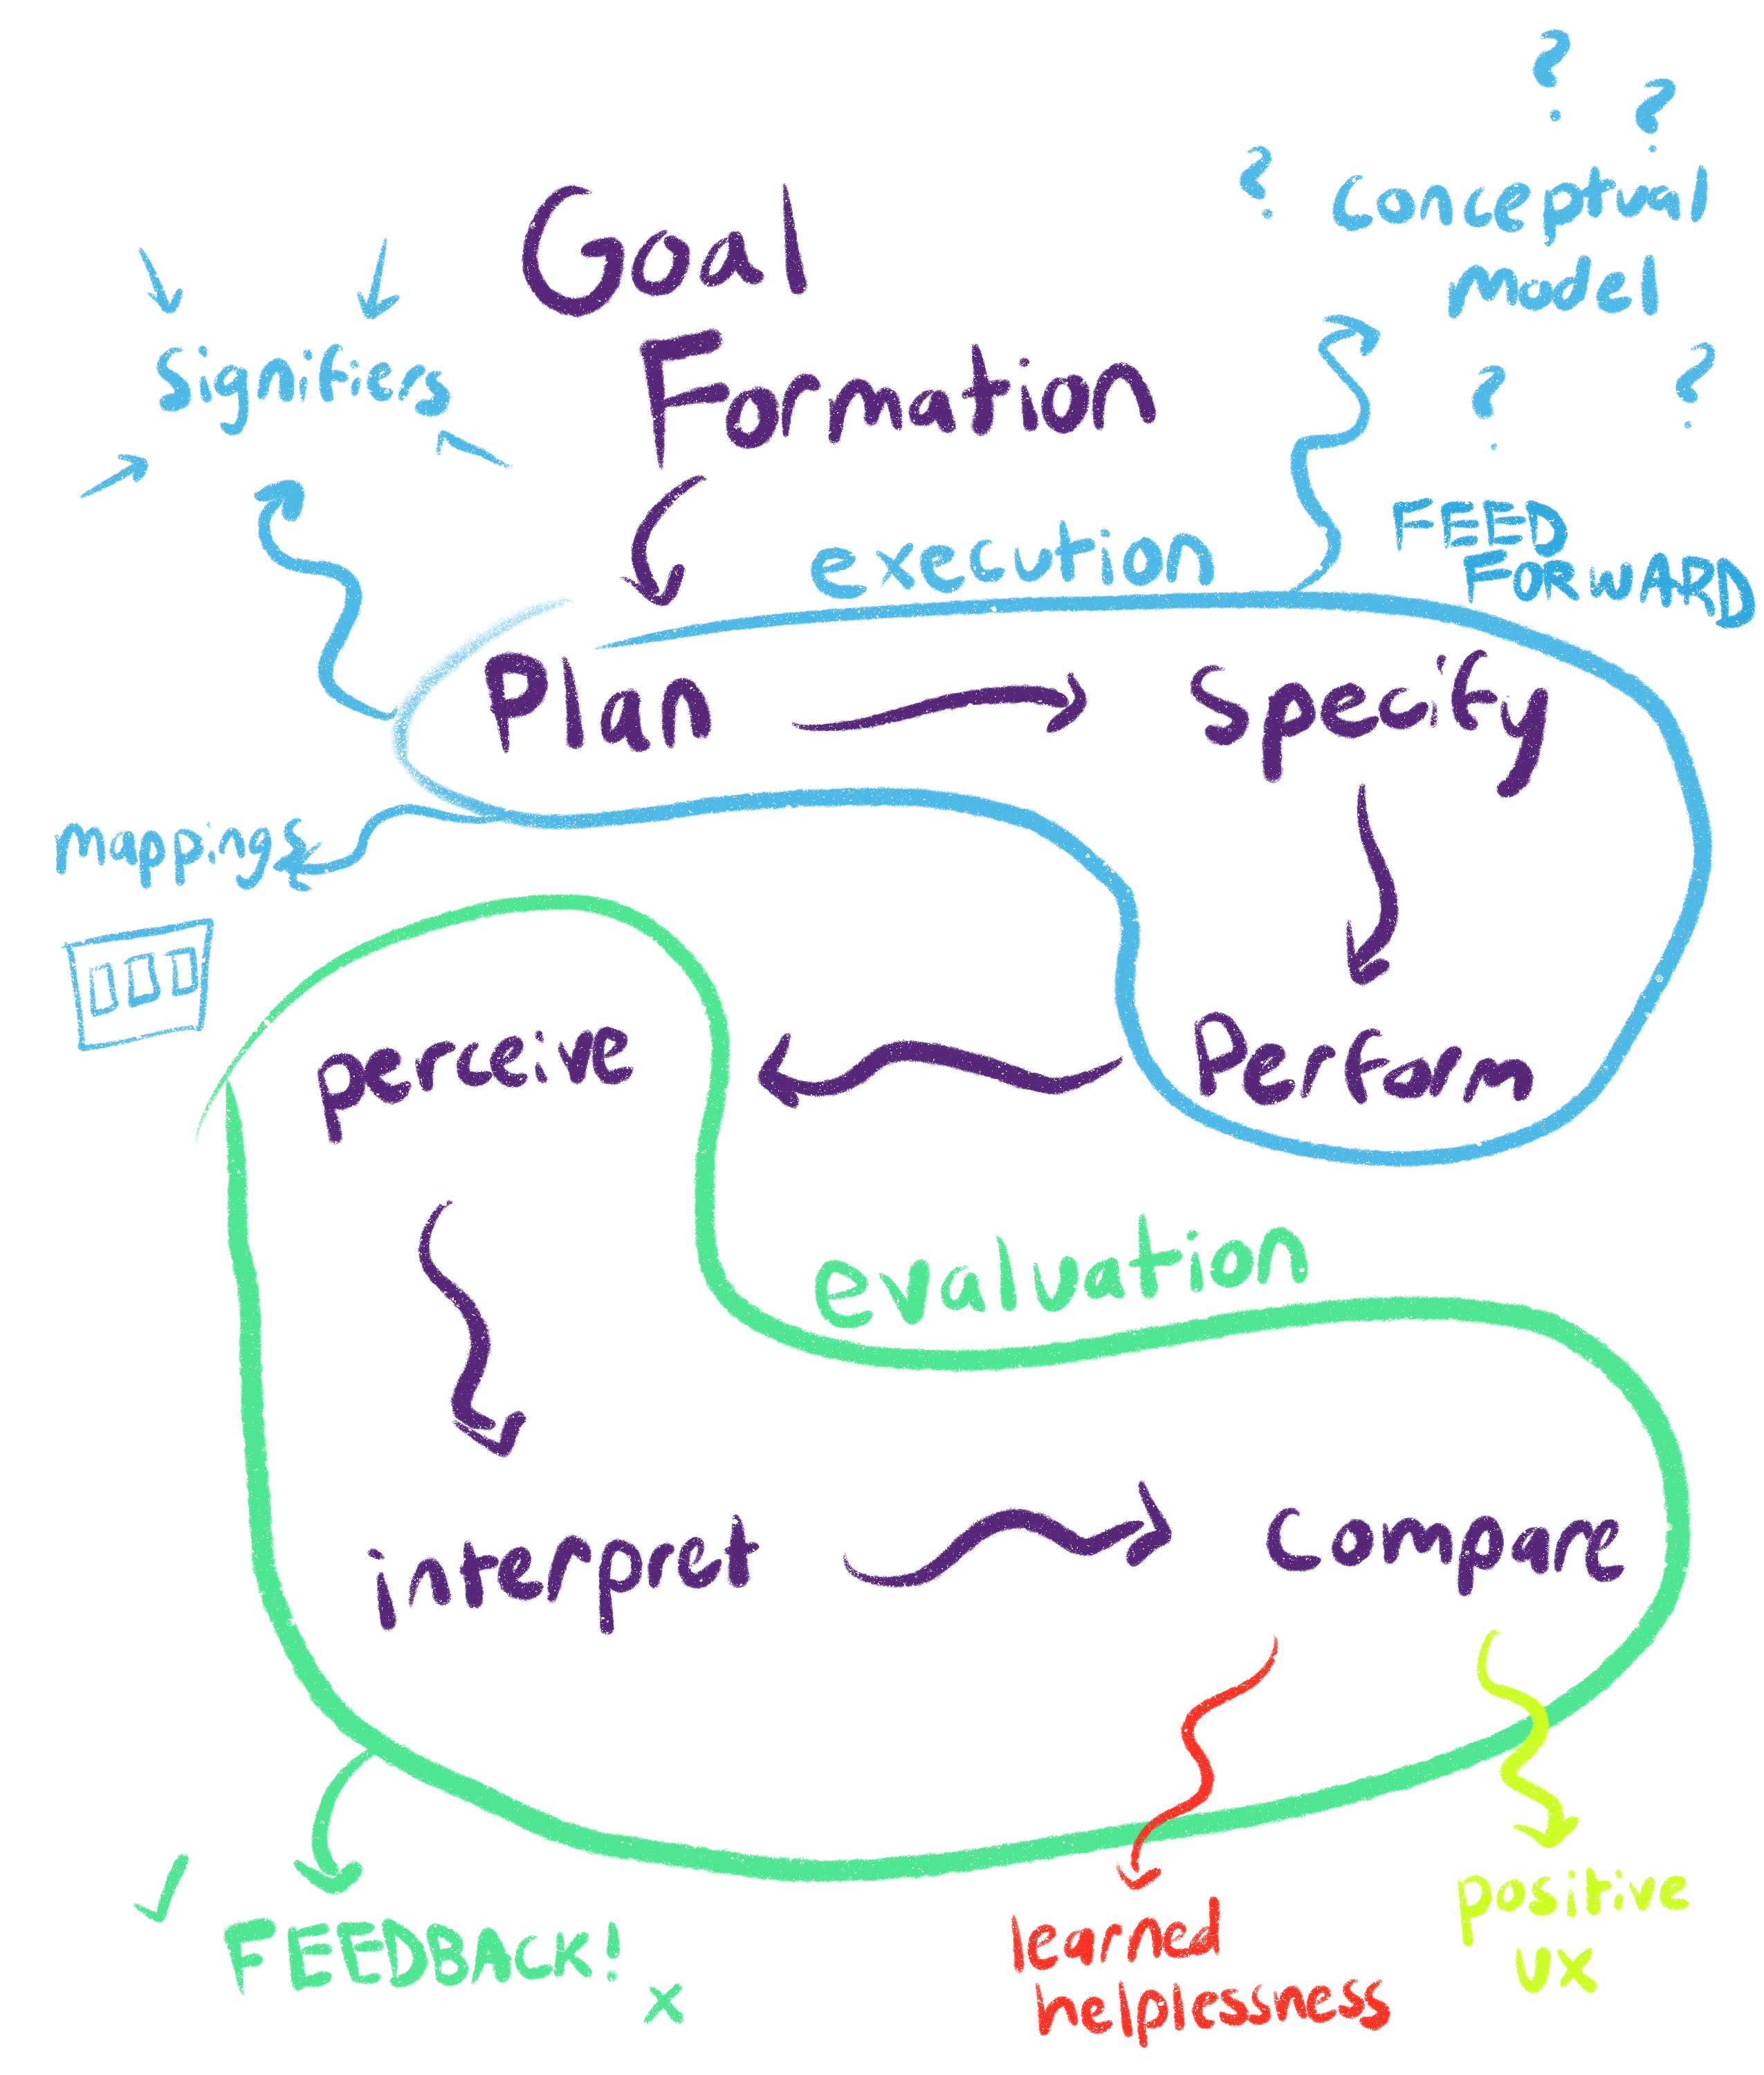 Goal
Formation
Conceptual
Model
Signifiers
execution
FEED
FORWARD
Plan
Specify
mappings
perceive
Perform
evaluation
interpret
Compare
FEEDBACK!
learned
helplessness
positive
UX